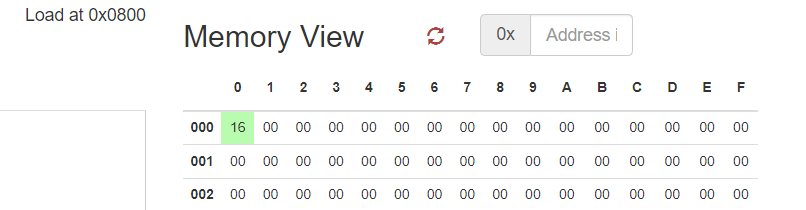 Load at 0x0800
Memory View 0x Address i
0 1 2 3 4 5 6 7 8 9 A B C D E F
000 16 00 00 00 00 00 00 00 00 00 00 00 00 00 00 00
001 00 00 00 00 00 00 00 00 00 00 00 00 00 00 00 00
002 00 00 00 00 00 00 00 00 00 00 00 00 00 00 00 00